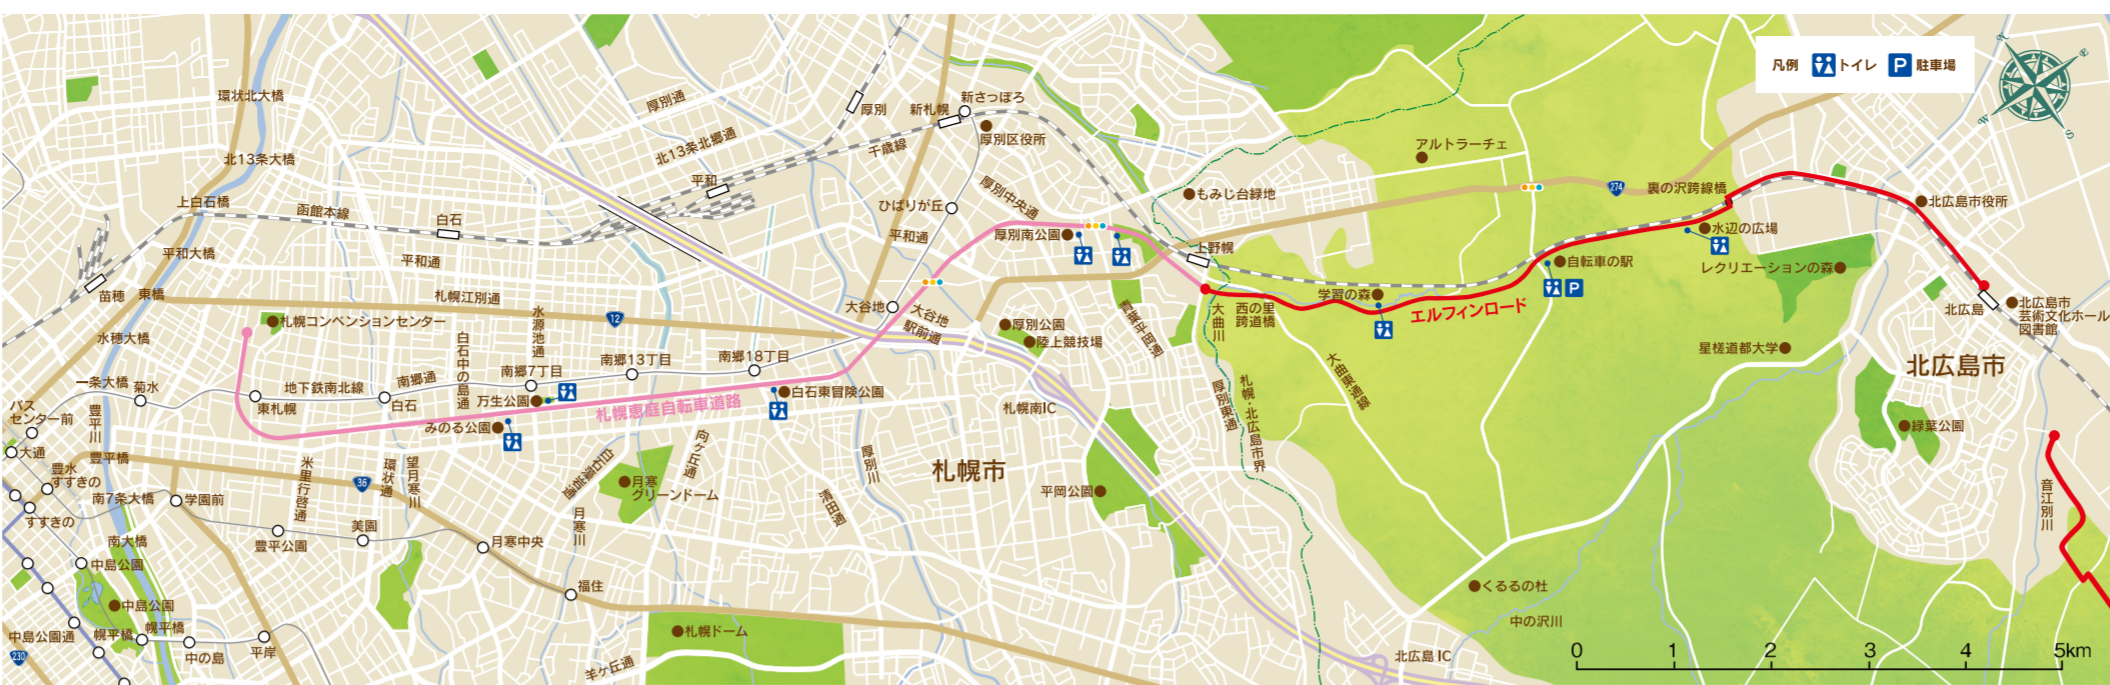 凡例 トイレ P 駐車場
N
E
W
S
環状北大橋
厚別通
厚別
新札幌
新さっぽろ
厚別区役所
北13条北郷通
千歳線
アルトラーチェ
北13条大橋
平和
厚別中央通
もみじ台緑地
274
裏の沢跨線橋
上白石橋
函館本線
白石
ひばりが丘
北広島市役所
平和通
厚別南公園
水辺の広場
平和大橋
平和通
上野幌
自転車の駅
P
レクリエーションの森
苗穂
東橋
札幌江別通
学習の森
エルフィンロード
北広島
北広島市
芸術文化ホール
図書館
札幌コンベンションセンター
水源池通
12
大谷地
大谷地
駅前通
厚別公園
陸上競技場
大曲川
西の里
跨道橋
水穂大橋
白石中の島通
南郷13丁目
南郷18丁目
大曲東通線
星槎道都大学
北広島市
一条大橋
菊水
地下鉄南北線
南郷通
南郷7丁目
万生公園
白石東冒険公園
厚別東通
札幌・北広島市界
バス
センター前
豊平川
東札幌
白石
みのる公園
札幌恵庭自転車道路
札幌南IC
緑葉公園
大通
豊平橋
向ケ丘通
厚別川
札幌市
豊水
すすきの
米里行啓通
環状通
望月寒川
36
白石藻岩通
月寒
グリーンドーム
清田通
平岡公園
音江別川
南7条大橋
学園前
すすきの
美園
月寒川
南大橋
豊平公園
月寒中央
中島公園
福住
くるるの杜
中島公園
中の沢川
中島公園通
幌平橋
幌平橋
札幌ドーム
230
中の島
平岸
羊ケ丘通
北広島IC
0 1 2 3 4 5km